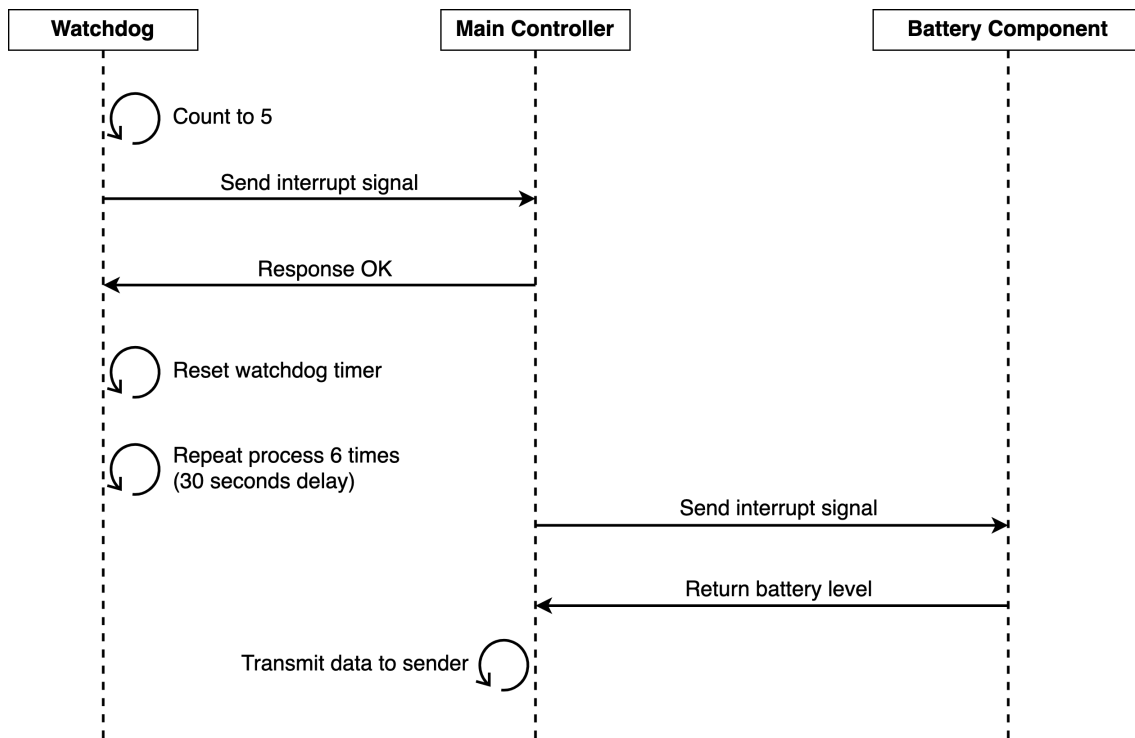 Watchdog
Main Controller
Battery Component
Count to 5
Send interrupt signal
Response OK
Reset watchdog timer
Repeat process 6 times
(30 seconds delay)
Send interrupt signal
Return battery level
Transmit data to sender